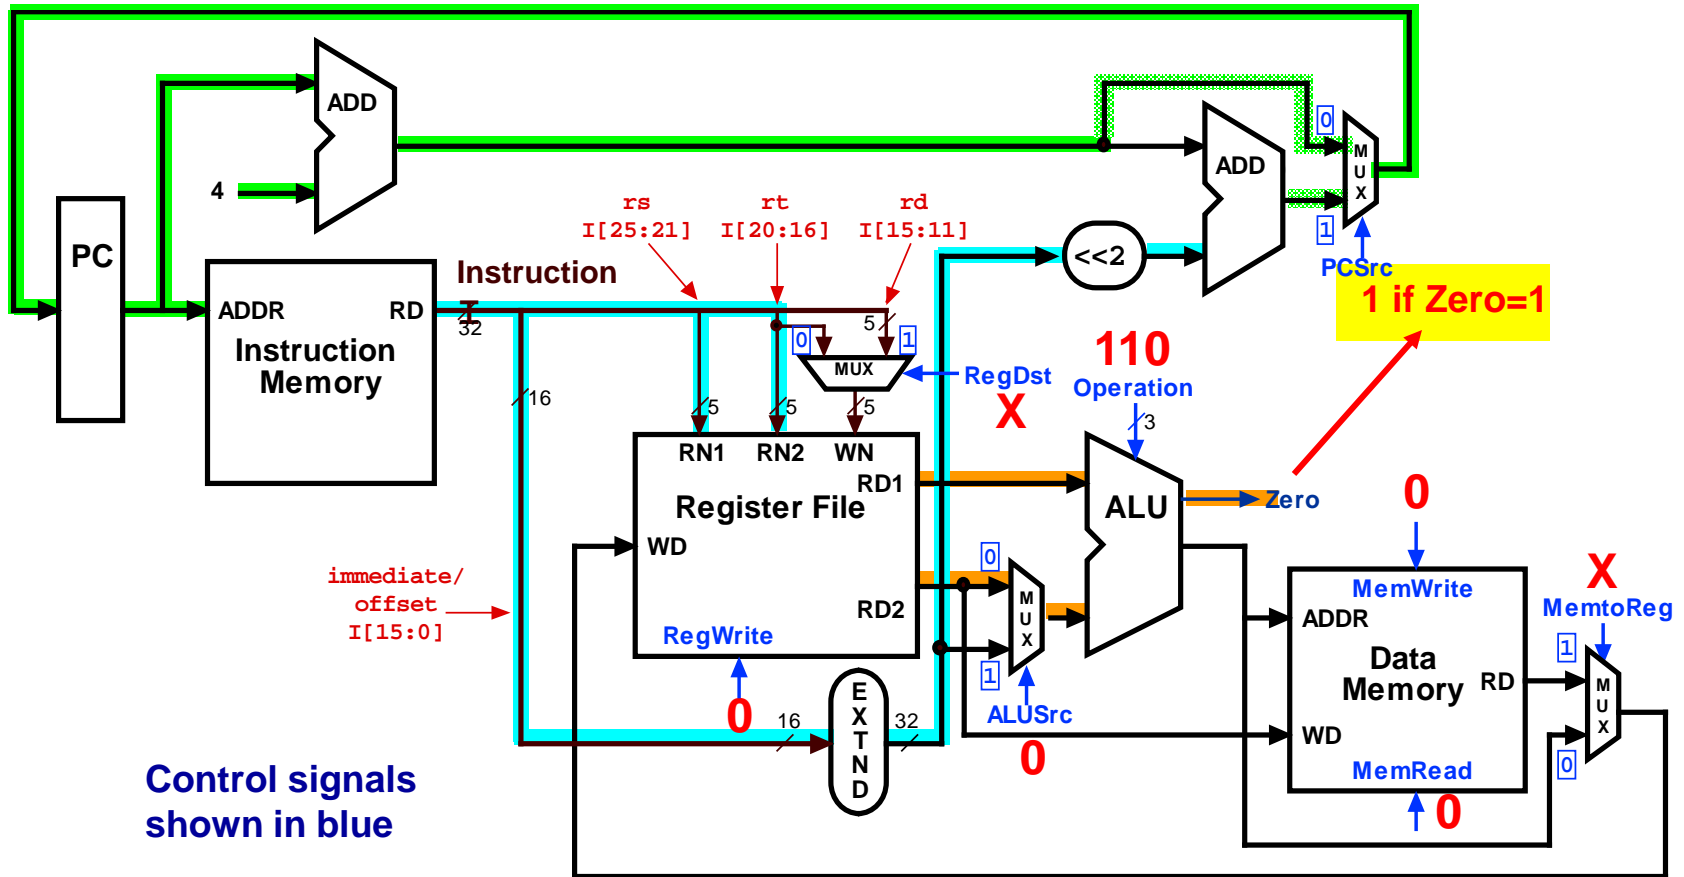 ADD
4
PC
ADDR
RD
Instruction
Memory
Instruction
32
16
rs
I[25:21]
rt
I[20:16]
rd
I[15:11]
5
0
1
MUX
RegDst
X
5
5
5
RN1
RN2
WN
RD1
Register File
WD
RD2
RegWrite
0
immediate/
offset
I[15:0]
16
E
X
T
N
D
32
<<2
ADD
0
M
U
X
1
PCSrc
1 if Zero=1
110
Operation
3
ALU
Zero
0
M
U
X
1
ALUSrc
0
0
MemWrite
ADDR
Data
Memory
RD
WD
MemRead
0
X
MemtoReg
1
M
U
X
0
Control signals
shown in blue